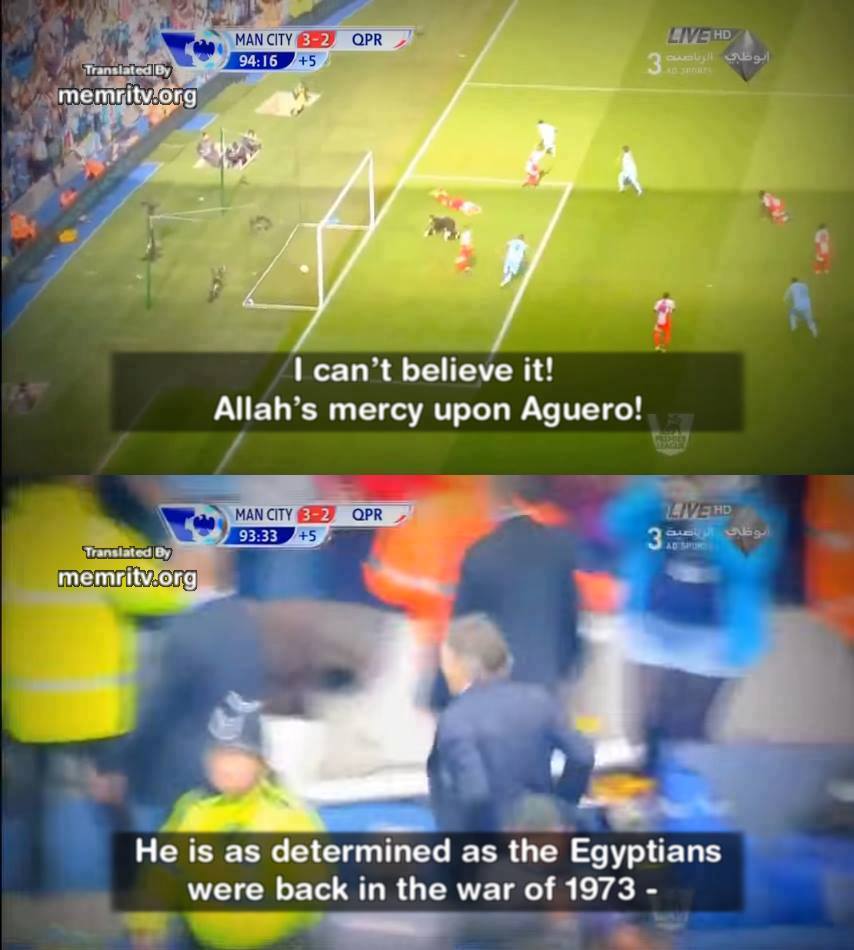 MAN CITY 3-2 QPR
94:16 +5
LIVE HD
3 الرياضية أبوظبي
AD SPORTS
Translated By
memritv.org
I can't believe it!
Allah's mercy upon Aguero!
PREMIER
LEAGUE
MAN CITY 3-2 QPR
93:33 +5
LIVE HD
3 الرياضية أبوظبي
AD SPORTS
Translated By
memritv.org
He is as determined as the Egyptians
were back in the war of 1973 -